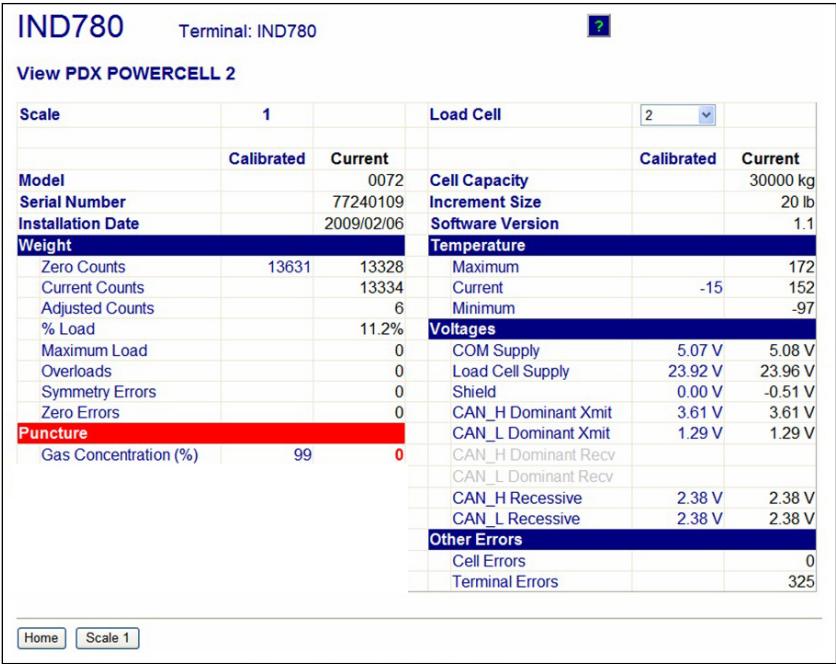 IND780 Terminal: IND780 ?
View PDX POWERCELL 2
Scale 1 Load Cell 2
Calibrated Current Calibrated Current
Model 0072 Cell Capacity 30000 kg
Serial Number 77240109 Increment Size 20 lb
Installation Date 2009/02/06 Software Version 1.1
Weight Temperature
Zero Counts 13631 13328 Maximum 172
Current Counts 13334 Current -15 152
Adjusted Counts 6 Minimum -97
% Load 11.2% Voltages
Maximum Load 0 COM Supply 5.07 V 5.08 V
Overloads 0 Load Cell Supply 23.92 V 23.96 V
Symmetry Errors 0 Shield 0.00 V -0.51 V
Zero Errors 0 CAN_H Dominant Xmit 3.61 V 3.61 V
Puncture CAN_L Dominant Xmit 1.29 V 1.29 V
Gas Concentration (%) 99 0 CAN_H Dominant Recv
CAN_L Dominant Recv
CAN_H Recessive 2.38 V 2.38 V
CAN_L Recessive 2.38 V 2.38 V
Other Errors
Cell Errors 0
Terminal Errors 325
Home Scale 1